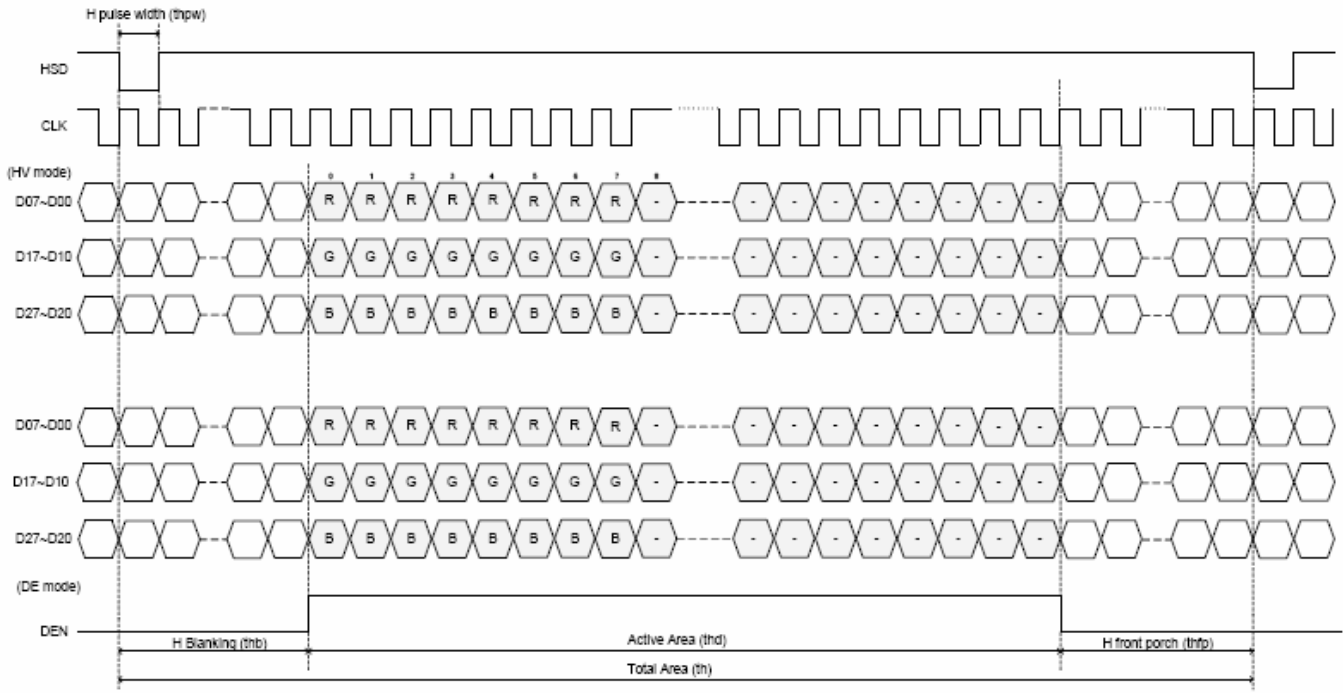 H pulse width (thpw)
HSD
CLK
(HV mode)
0 1 2 3 4 5 6 7 8
D07~D00 R R R R R R R R - - - - - - - - -
D17~D10 G G G G G G G G - - - - - - - - -
D27~D20 B B B B B B B B - - - - - - - - -
D07~D00 R R R R R R R R - - - - - - - - -
D17~D10 G G G G G G G G - - - - - - - - -
D27~D20 B B B B B B B B - - - - - - - - -
(DE mode)
DEN
H Blanking (thb) Active Area (thd) H front porch (thfp)
Total Area (th)